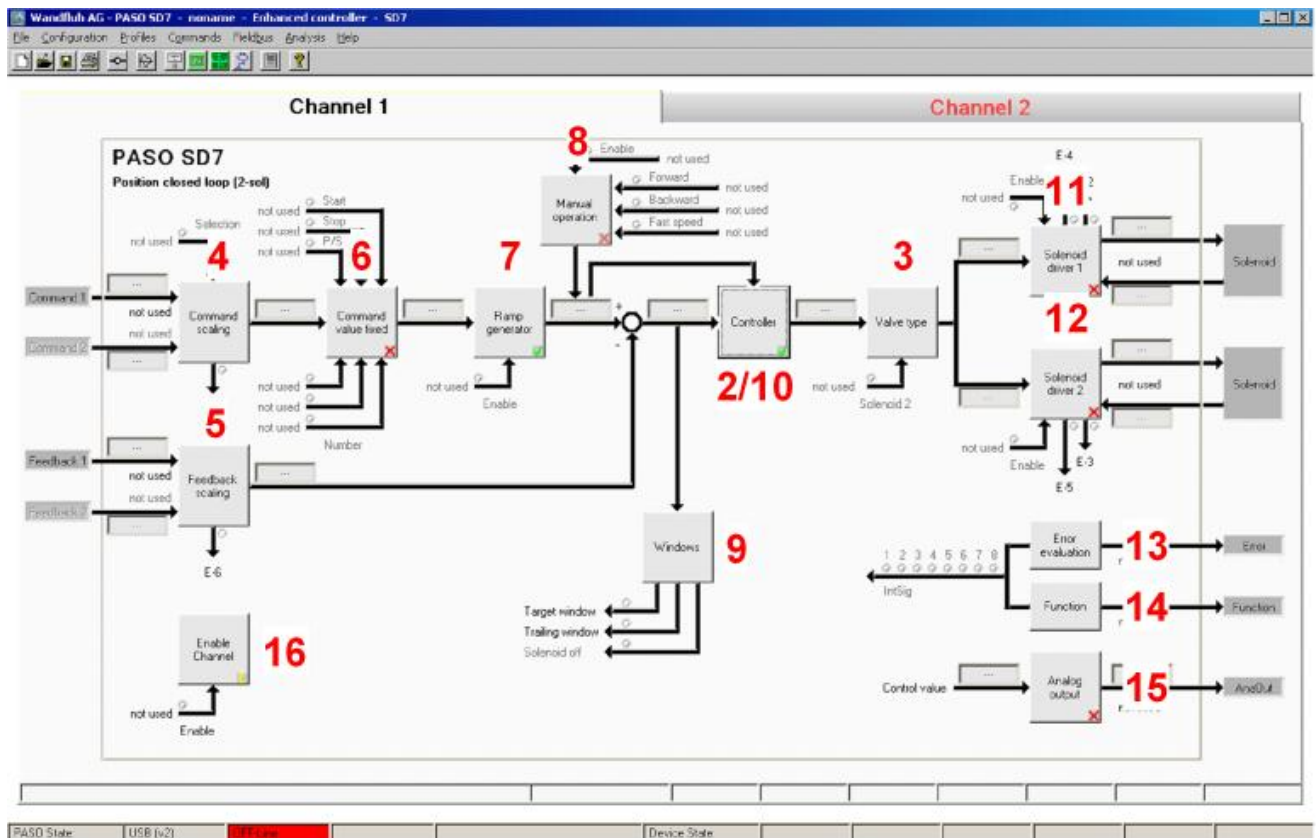 Wandfluh AG - PASO SD7 - noname - Enhanced controller - SD7
File Configuration Profiles Commands Fieldbus Analysis Help
Channel 1
Channel 2
PASO SD7
Position closed loop (2-sol)
Selection
not used
4
Command 1
...
not used
Command 2
not used
...
Command scaling
...
5
Start
not used
Stop
not used
P/S
not used
6
Command value fixed
not used
not used
not used
Number
...
7
Ramp generator
not used
Enable
8
Enable
not used
Manual operation
Forward
not used
Backward
not used
Fast speed
not used
...
+
-
...
Controller
2/10
...
3
Valve type
not used
Solenoid 2
E-4
Enable
2
not used
11
...
Solenoid driver 1
...
not used
...
Solenoid
12
...
Solenoid driver 2
...
not used
...
Solenoid
not used
Enable
E-3
E-5
Feedback 1
...
not used
Feedback 2
not used
...
Feedback scaling
...
E-6
Windows
9
Target window
Trailing window
Solenoid off
Enable Channel
16
not used
Enable
1 2 3 4 5 6 7 8
IntSig
Error evaluation
13
Error
Function
14
Function
Control value
...
Analog output
15
AnaOut
PASO State
USB (v2)
OFF-Line
Device State